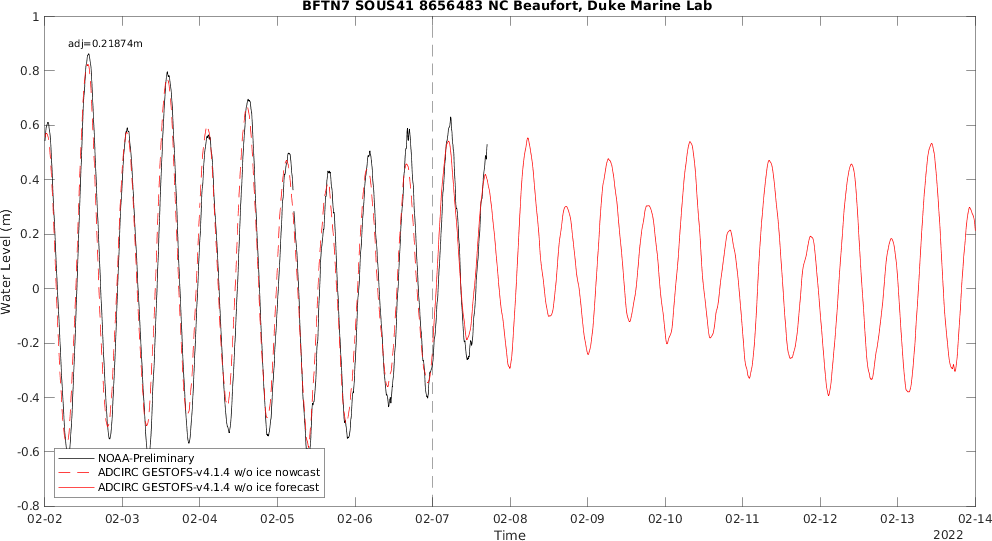 BFTN7 SOUS41 8656483 NC Beaufort, Duke Marine Lab
adj=0.21874m
1
0.8
0.6
0.4
0.2
0
-0.2
-0.4
-0.6
-0.8
Water Level (m)
NOAA-Preliminary
ADCIRC GESTOFS-v4.1.4 w/o ice nowcast
ADCIRC GESTOFS-v4.1.4 w/o ice forecast
02-02 02-03 02-04 02-05 02-06 02-07 02-08 02-09 02-10 02-11 02-12 02-13 02-14
Time
2022